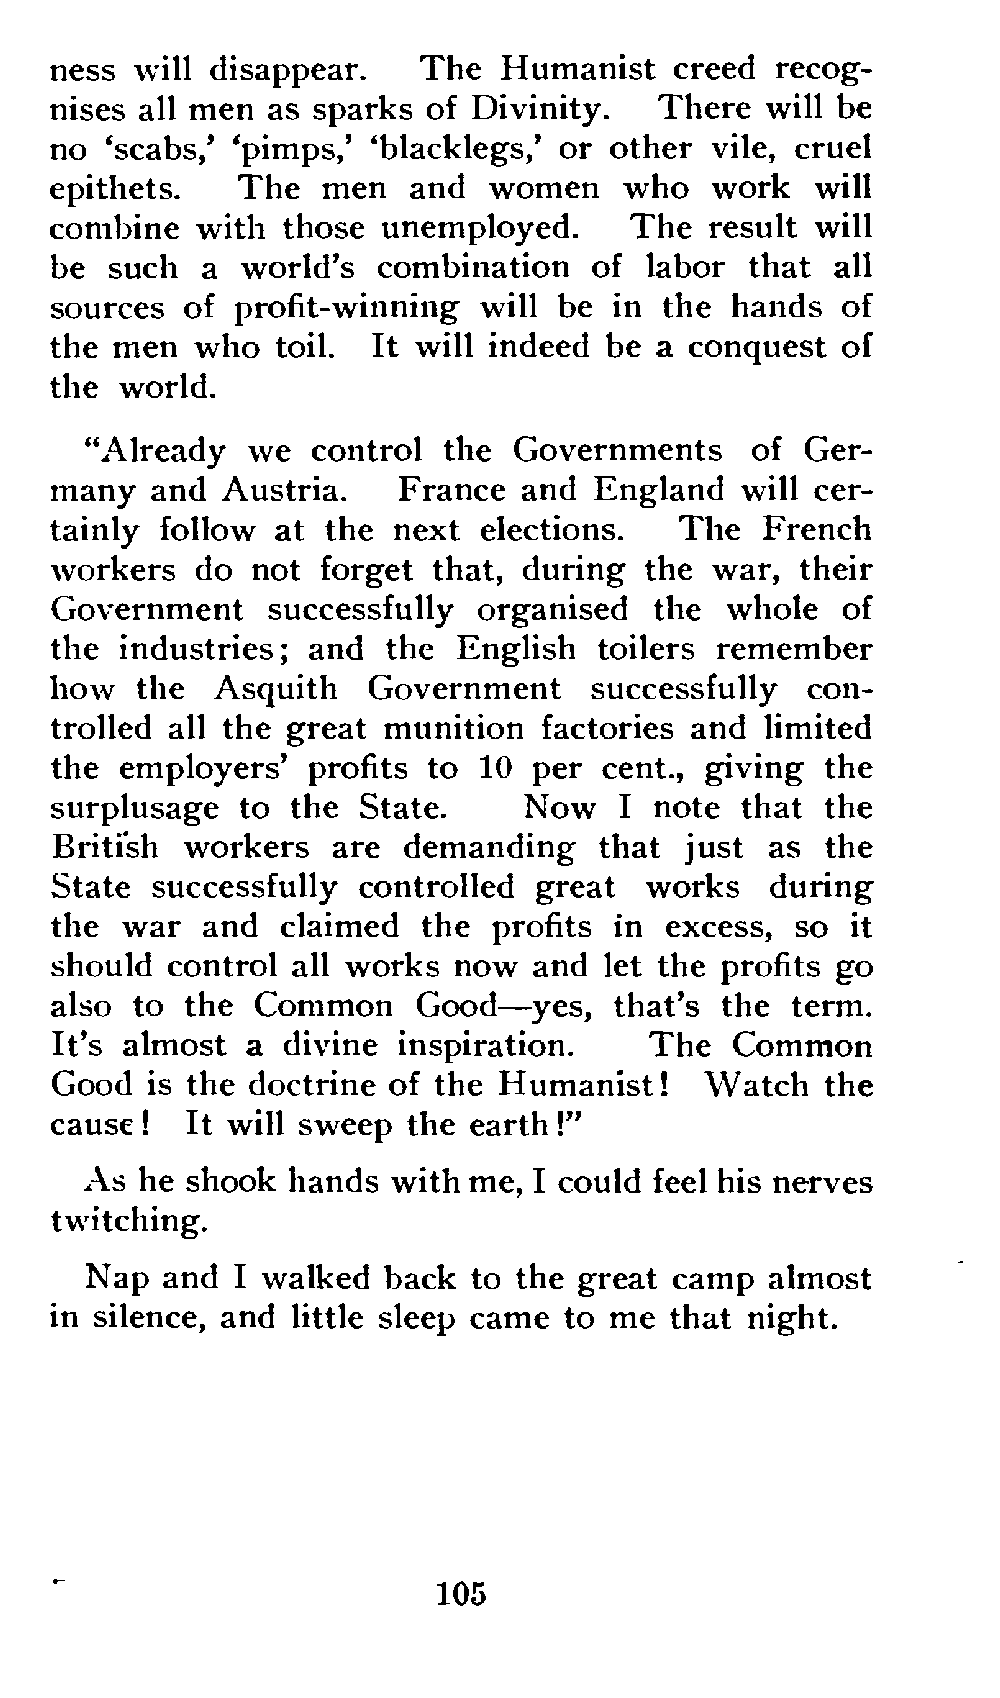 ness will disappear. The Humanist creed recog-
nises all men as sparks of Divinity. There will be
no ‘scabs,’ ‘pimps,’ ‘blacklegs,’ or other vile, cruel
epithets. The men and women who work will
combine with those unemployed. The result will
be such a world’s combination of labor that all
sources of profit-winning will be in the hands of
the men who toil. It will indeed be a conquest of
the world.
“Already we control the Governments of Ger-
many and Austria. France and England will cer-
tainly follow at the next elections. The French
workers do not forget that, during the war, their
Government successfully organised the whole of
the industries; and the English toilers remember
how the Asquith Government successfully con-
trolled all the great munition factories and limited
the employers’ profits to 10 per cent., giving the
surplusage to the State. Now I note that the
British workers are demanding that just as the
State successfully controlled great works during
the war and claimed the profits in excess, so it
should control all works now and let the profits go
also to the Common Good—yes, that’s the term.
It’s almost a divine inspiration. The Common
Good is the doctrine of the Humanist! Watch the
cause! It will sweep the earth!”
As he shook hands with me, I could feel his nerves
twitching.
Nap and I walked back to the great camp almost
in silence, and little sleep came to me that night.
105